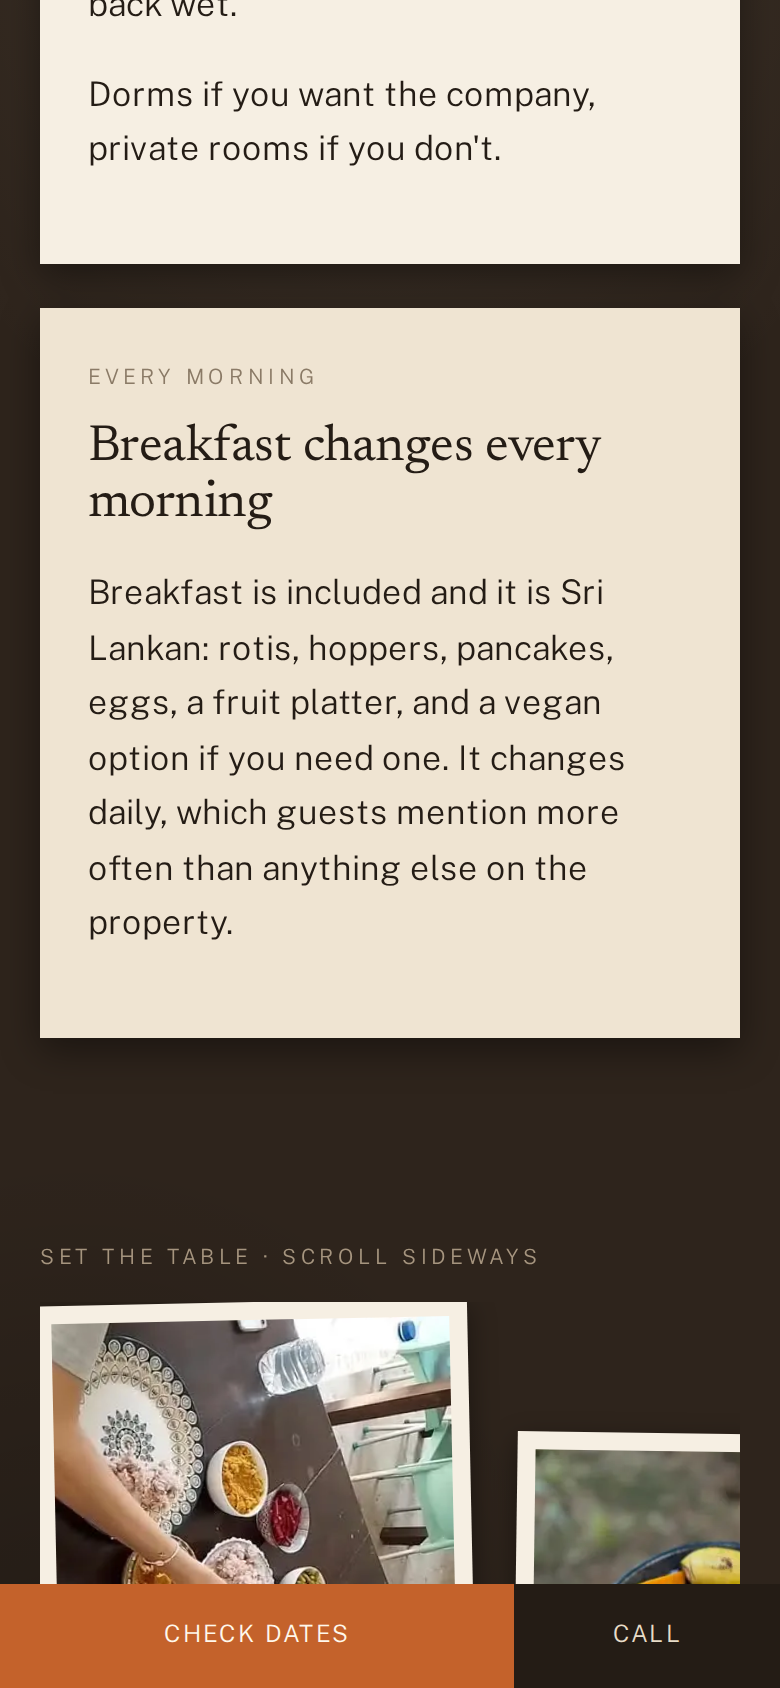 back wet.
Dorms if you want the company,
private rooms if you don't.
EVERY MORNING
Breakfast changes every
morning
Breakfast is included and it is Sri
Lankan: rotis, hoppers, pancakes,
eggs, a fruit platter, and a vegan
option if you need one. It changes
daily, which guests mention more
often than anything else on the
property.
SET THE TABLE · SCROLL SIDEWAYS
CHECK DATES
CALL